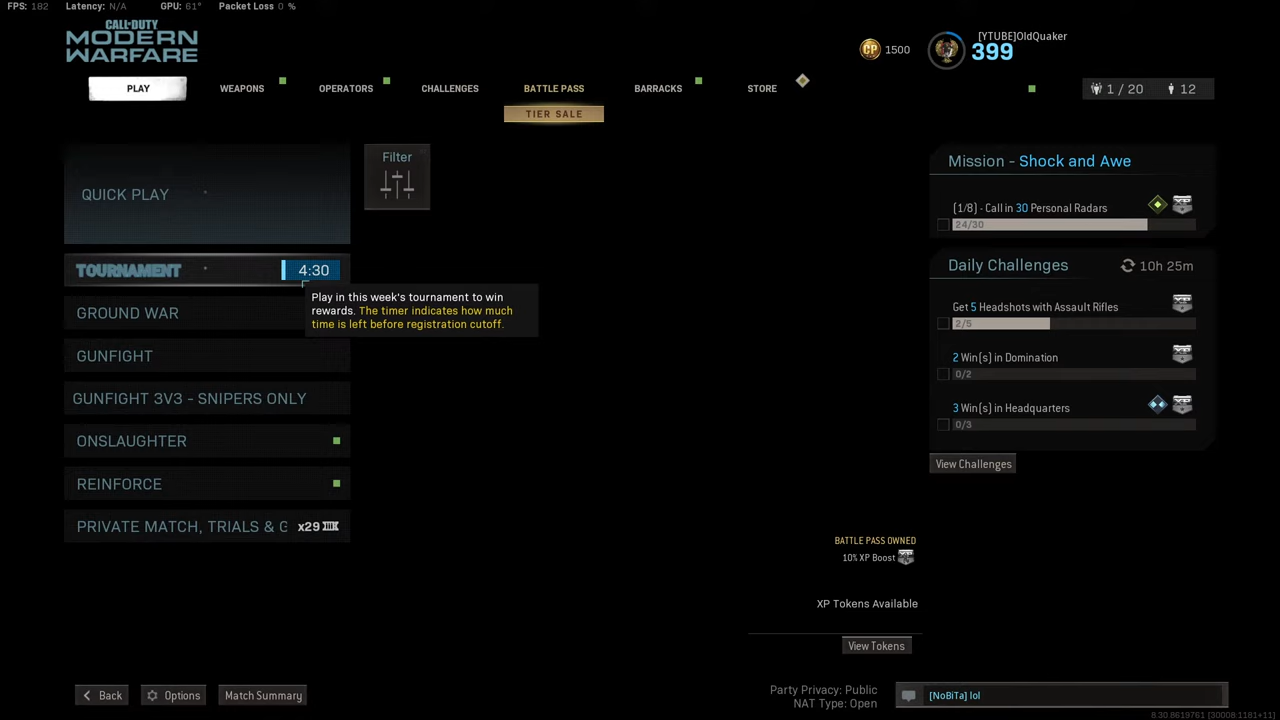 FPS: 182 Latency: N/A GPU: 61° Packet Loss 0 %
CALL·DUTY
MODERN
WARFARE
CP 1500
[YTUBE]OldQuaker
399
PLAY WEAPONS OPERATORS CHALLENGES BATTLE PASS BARRACKS STORE
TIER SALE
1 / 20 12
QUICK PLAY
Filter
TOURNAMENT 4:30
Play in this week's tournament to win
rewards. The timer indicates how much
time is left before registration cutoff.
GROUND WAR
GUNFIGHT
GUNFIGHT 3V3 - SNIPERS ONLY
ONSLAUGHTER
REINFORCE
PRIVATE MATCH, TRIALS & G x29
Mission - Shock and Awe
(1/8) - Call in 30 Personal Radars
24/30
Daily Challenges 10h 25m
Get 5 Headshots with Assault Rifles
2/5
2 Win(s) in Domination
0/2
3 Win(s) in Headquarters
0/3
View Challenges
BATTLE PASS OWNED
10% XP Boost
XP Tokens Available
View Tokens
Back Options Match Summary
Party Privacy: Public
NAT Type: Open
[NoBiTa] lol
8.30.8619761 [30008:1181+11]